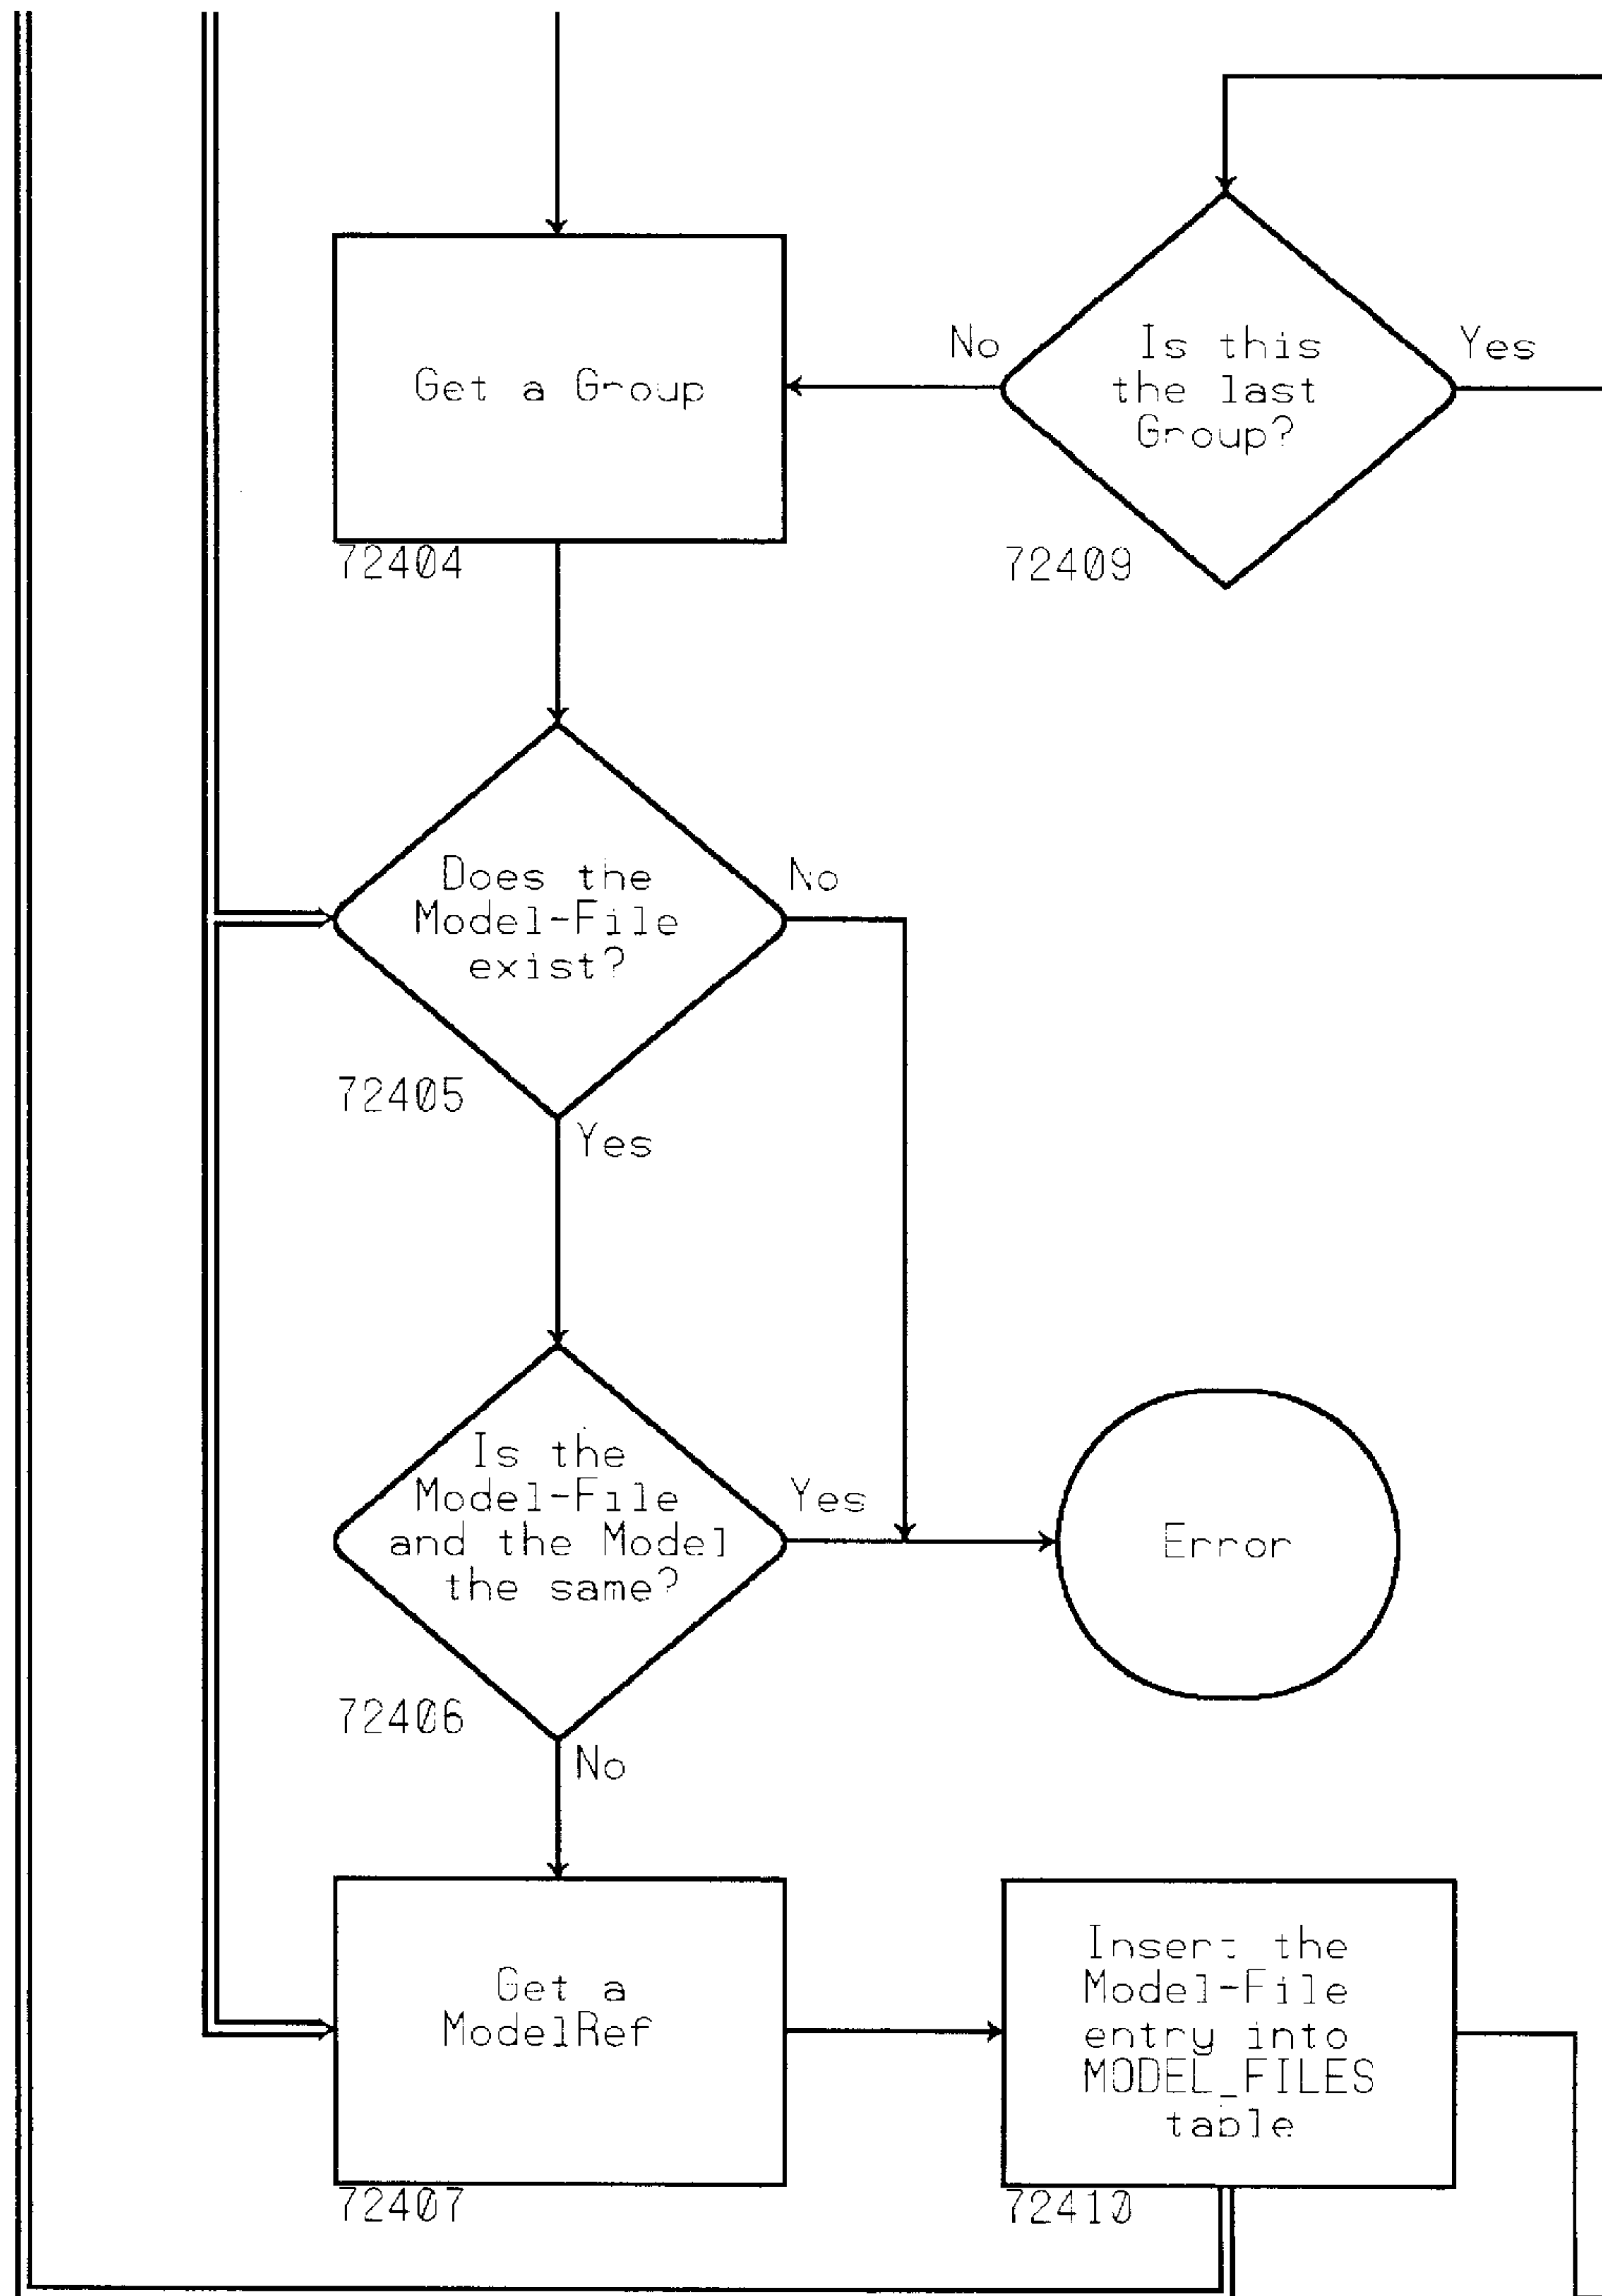 Get a Group
72404
No
Is this
the last
Group?
Yes
72409
Does the
Model-File
exist?
No
72405
Yes
Is the
Model-File
and the Model
the same?
Yes
Error
72406
No
Get a
ModelRef
72407
Insert the
Model-File
entry into
MODEL_FILES
table
72410